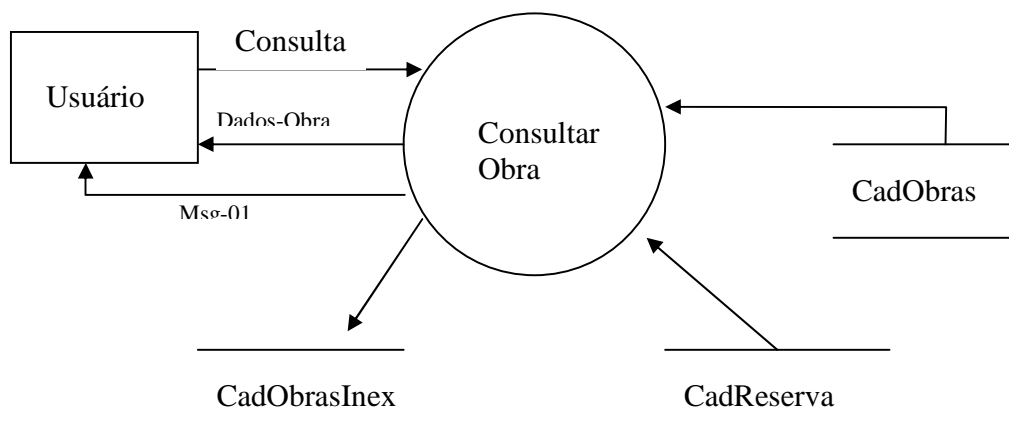 Consulta
Usuário
Dados-Obra
Consultar
Obra
CadObras
Msg-01
CadObrasInex
CadReserva